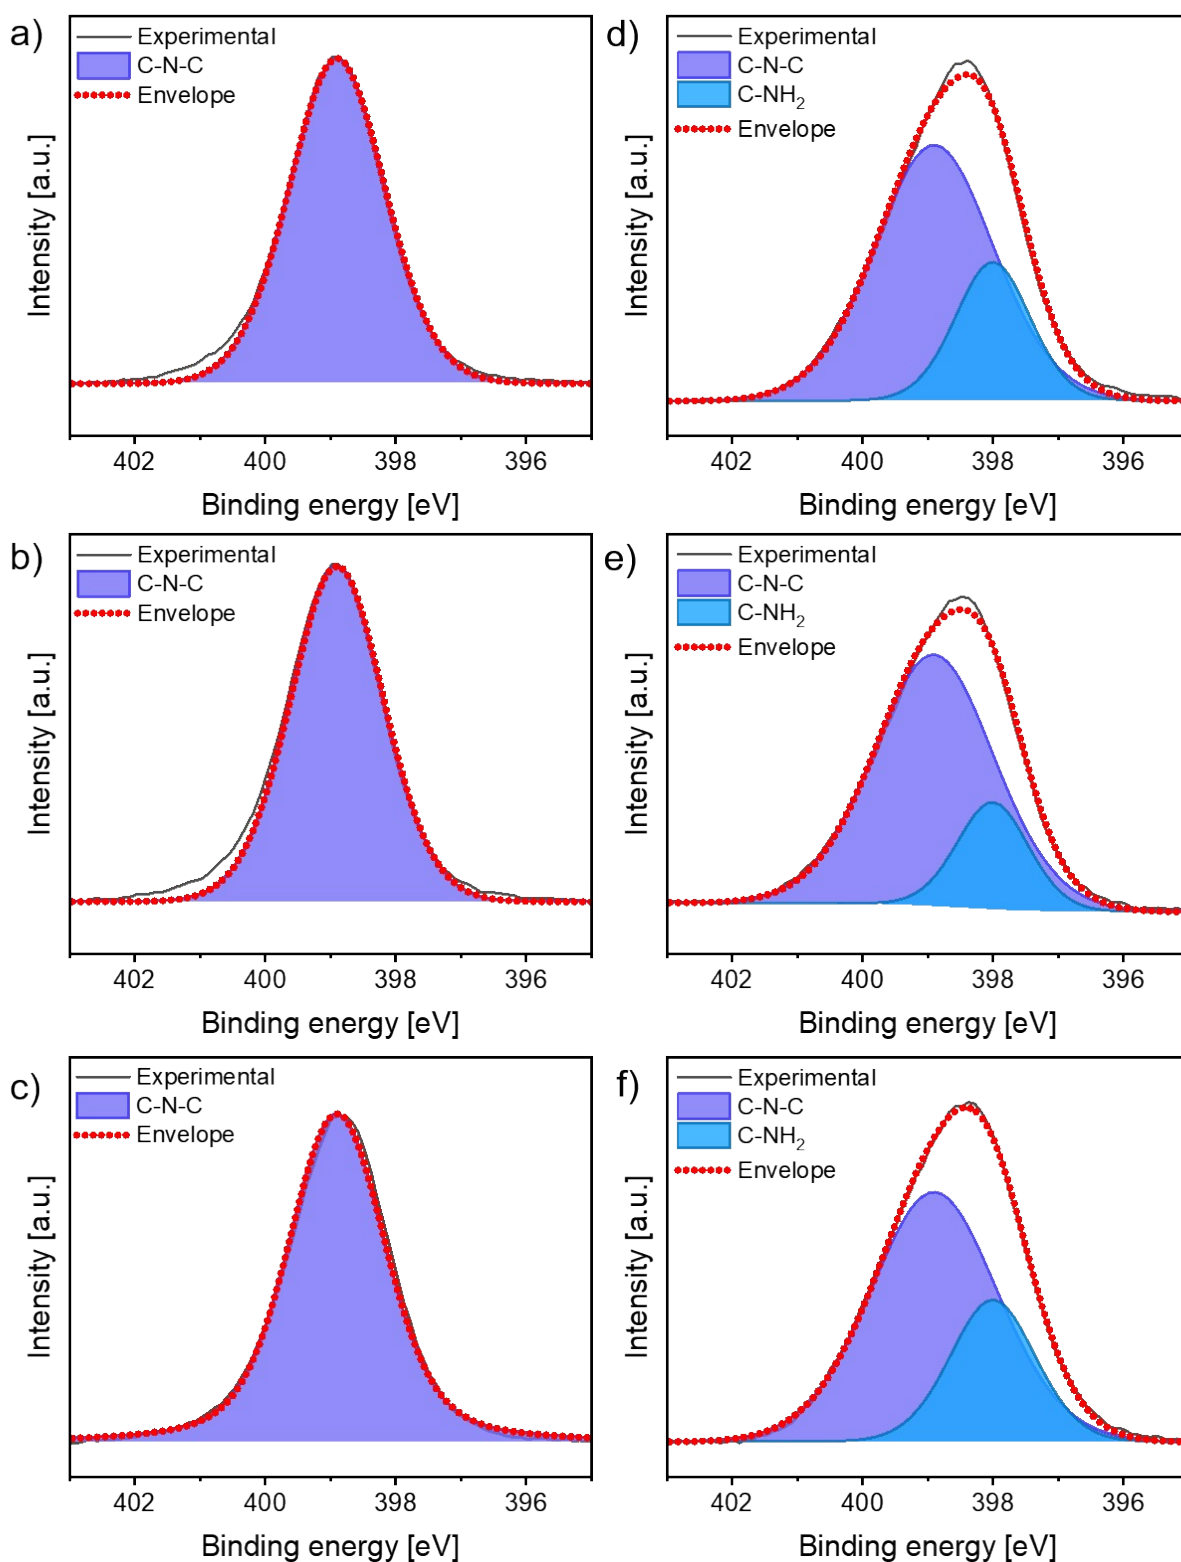 a)
Experimental
C-N-C
Envelope
Intensity [a.u.]
402 400 398 396
Binding energy [eV]
d)
Experimental
C-N-C
C-NH₂
Envelope
Intensity [a.u.]
402 400 398 396
Binding energy [eV]
b)
Experimental
C-N-C
Envelope
Intensity [a.u.]
402 400 398 396
Binding energy [eV]
e)
Experimental
C-N-C
C-NH₂
Envelope
Intensity [a.u.]
402 400 398 396
Binding energy [eV]
c)
Experimental
C-N-C
Envelope
Intensity [a.u.]
402 400 398 396
Binding energy [eV]
f)
Experimental
C-N-C
C-NH₂
Envelope
Intensity [a.u.]
402 400 398 396
Binding energy [eV]